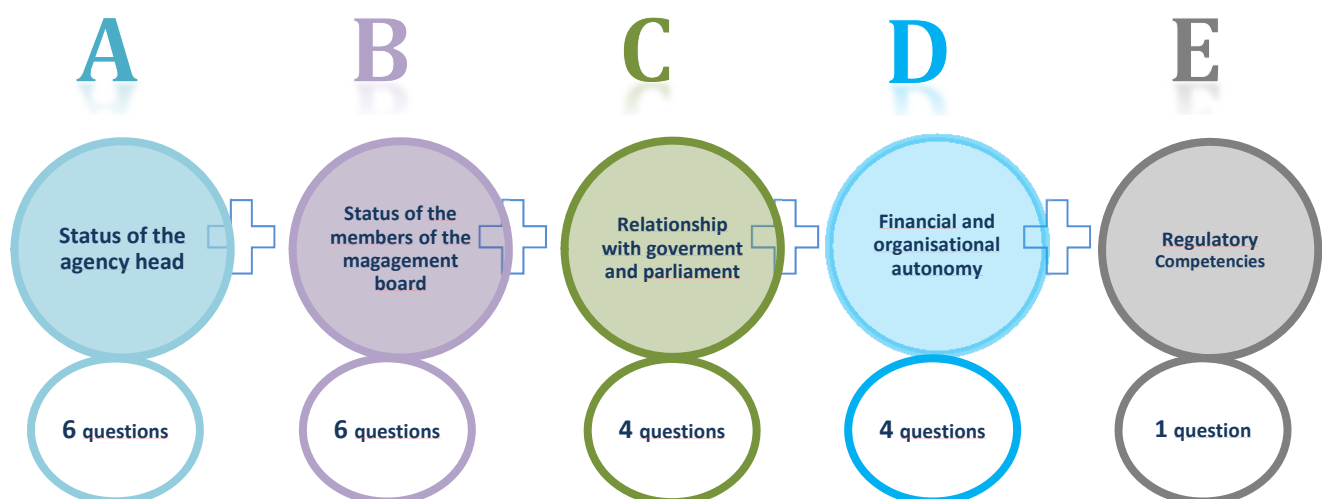 A
B
C
D
E
Status of the
agency head
Status of the
members of the
magagement
board
Relationship
with goverment
and parliament
Financial and
organisational
autonomy
Regulatory
Competencies
6 questions
6 questions
4 questions
4 questions
1 question